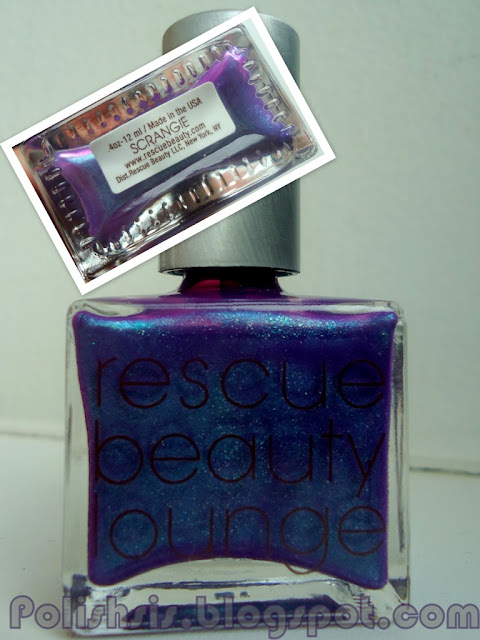 .4oz-12 ml / Made in the USA
SCRANGIE
www.rescuebeauty.com
Dist.Rescue Beauty LLC, New York, NY
rescue
beauty
lounge
Polishsis.blogspot.com